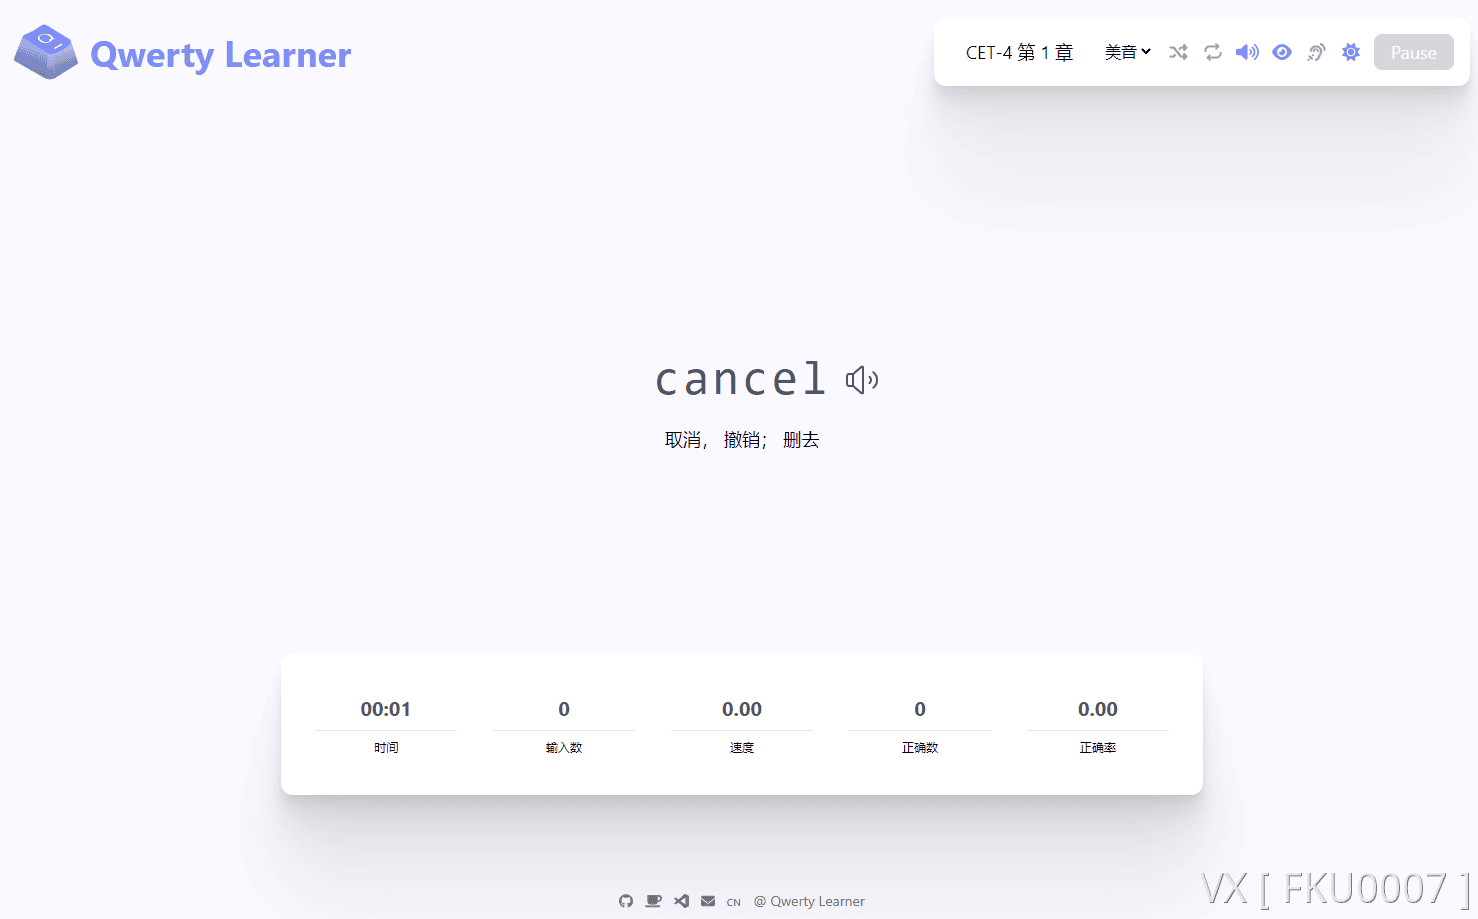 Qwerty Learner
CET-4 第 1 章 美音 Pause
cancel
取消， 撤销； 删去
00:01 0 0.00 0 0.00
时间 输入数 速度 正确数 正确率
CN @ Qwerty Learner
VX [ FKU0007 ]